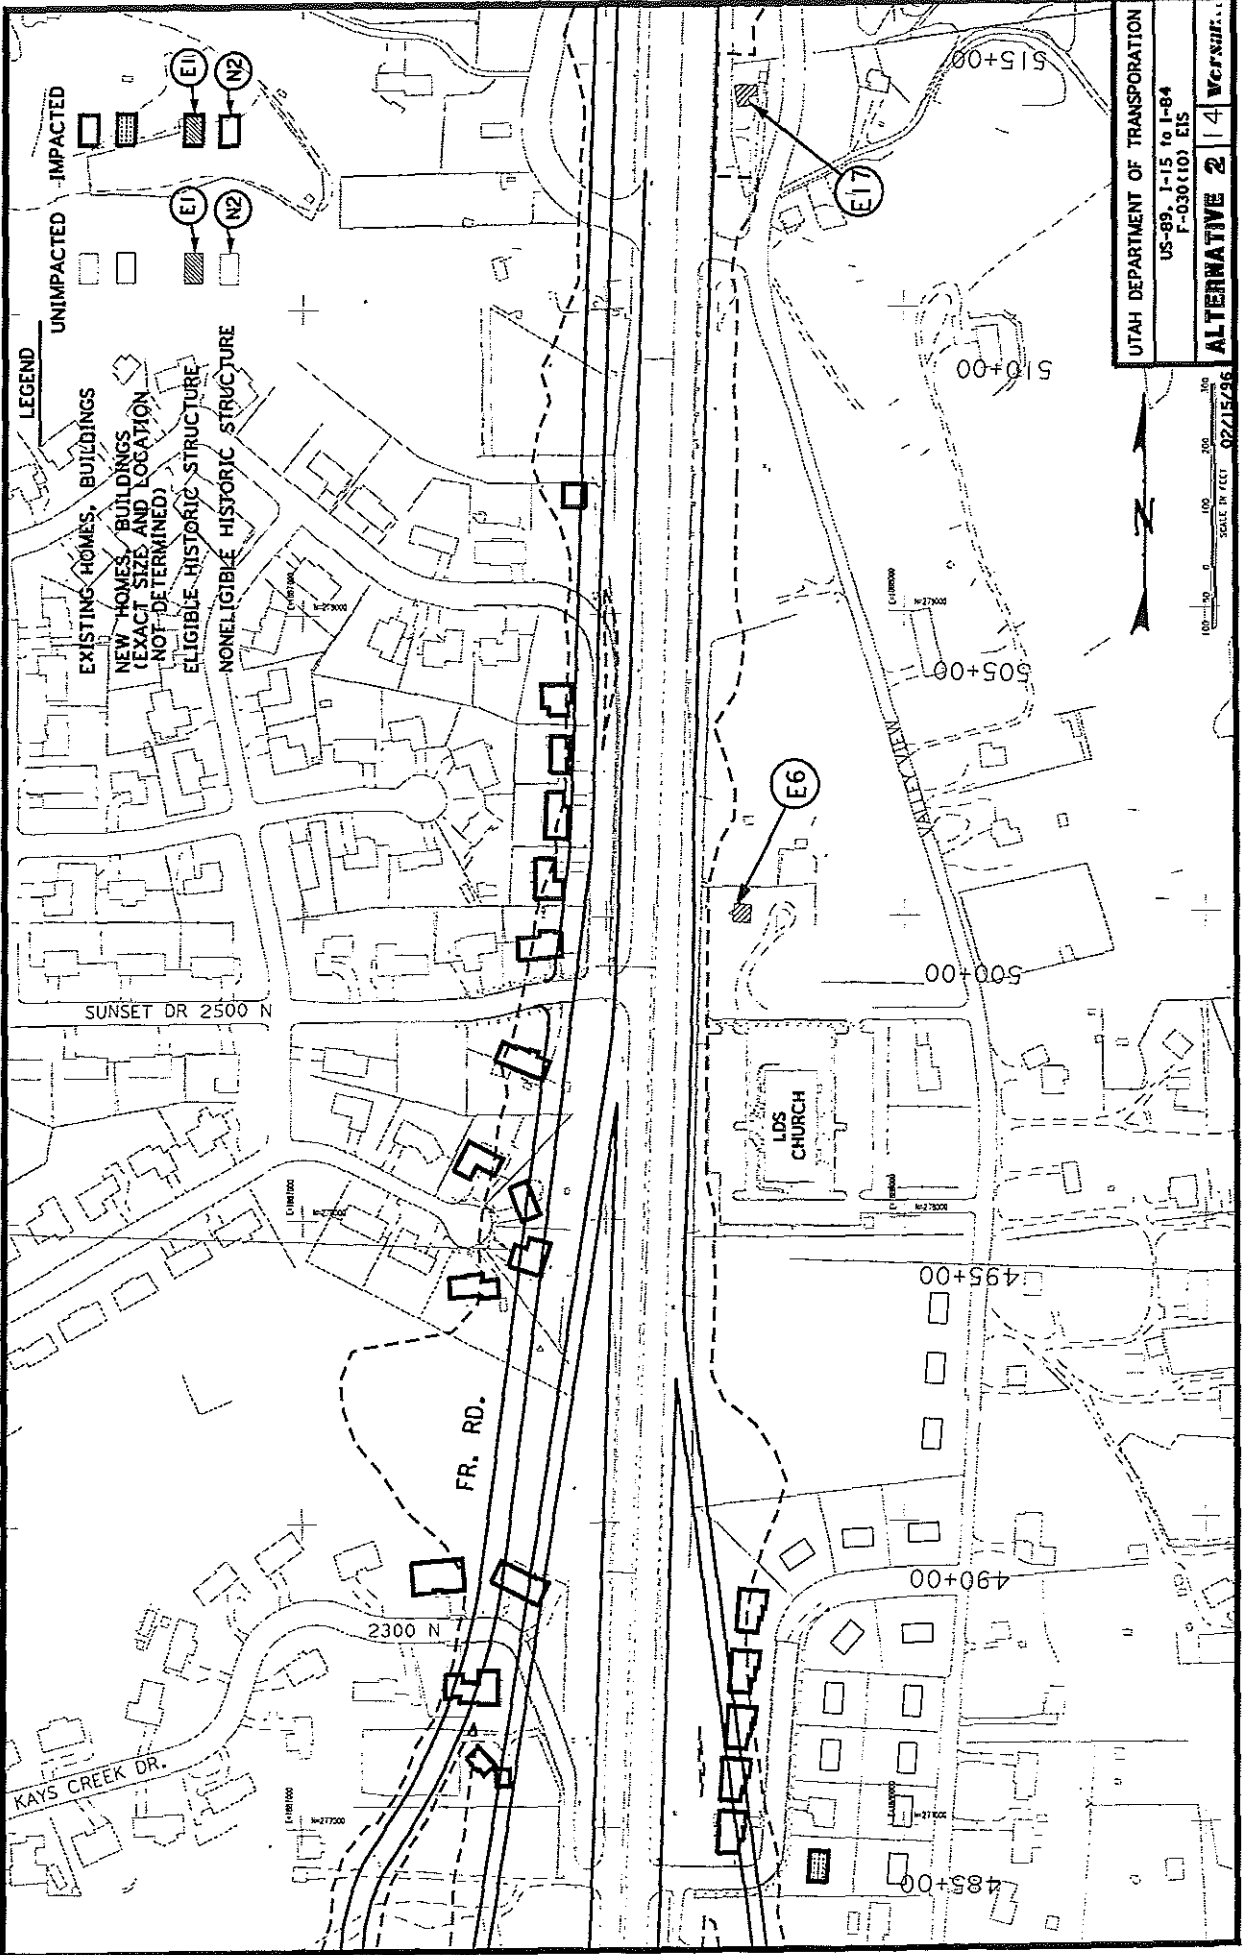 LEGEND
UNIMPACTED IMPACTED
EXISTING HOMES, BUILDINGS
NEW HOMES, BUILDINGS
(EXACT SIZE AND LOCATION
NOT DETERMINED)
ELIGIBLE HISTORIC STRUCTURE
E1
E1
NONELIGIBLE HISTORIC STRUCTURE
N2
N2
KAYS CREEK DR.
2300 N
FR. RD.
SUNSET DR 2500 N
LDS
CHURCH
E6
E17
VALLEY VIEW
485+00
490+00
495+00
500+00
505+00
510+00
515+00
N
100 50 0 100 200 300
SCALE IN FEET
02/15/96
UTAH DEPARTMENT OF TRANSPORATION
US-89, I-15 to I-84
F-030(10) EIS
ALTERNATIVE 2
14